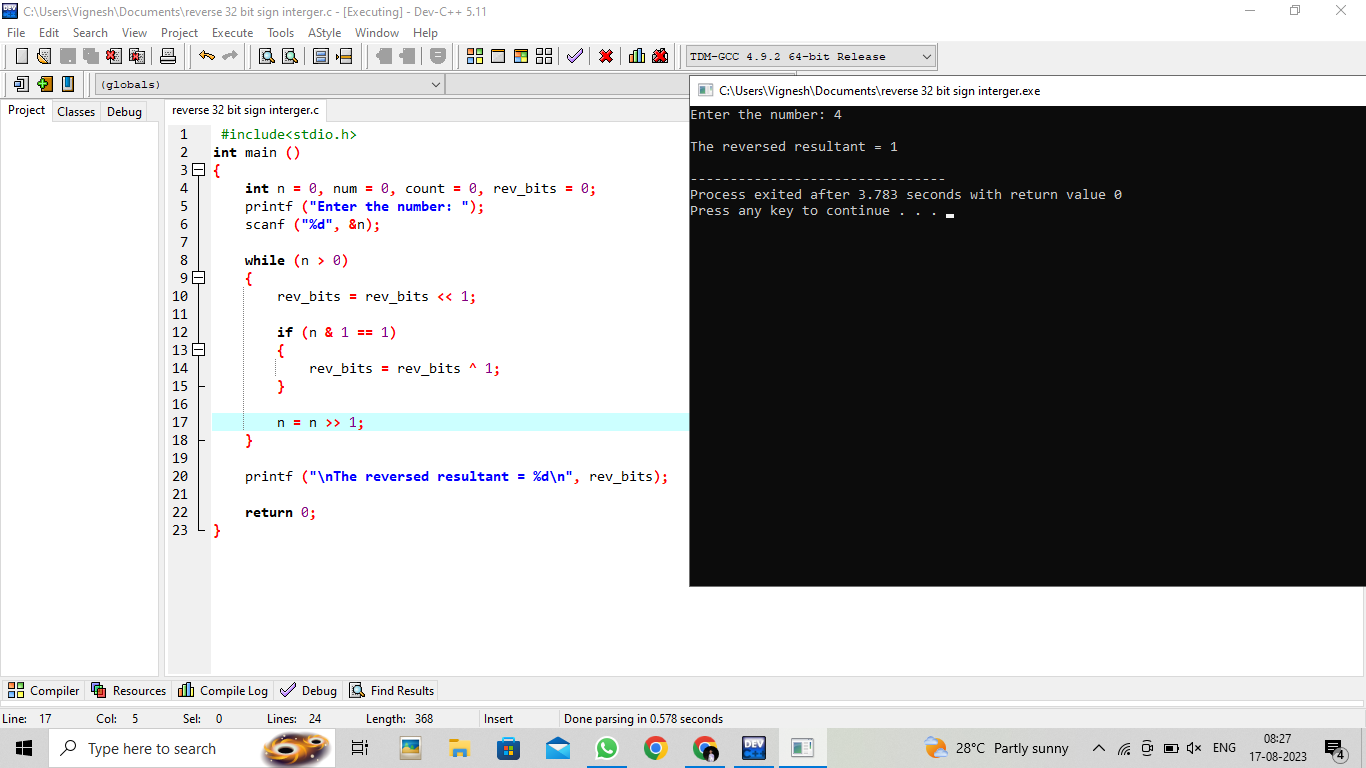 C:\Users\Vignesh\Documents\reverse 32 bit sign interger.c - [Executing] - Dev-C++ 5.11
File Edit Search View Project Execute Tools AStyle Window Help
TDM-GCC 4.9.2 64-bit Release
(globals)
Project Classes Debug
reverse 32 bit sign interger.c
1 #include<stdio.h>
2 int main ()
3 {
4 int n = 0, num = 0, count = 0, rev_bits = 0;
5 printf ("Enter the number: ");
6 scanf ("%d", &n);
7
8 while (n > 0)
9 {
10 rev_bits = rev_bits << 1;
11
12 if (n & 1 == 1)
13 {
14 rev_bits = rev_bits ^ 1;
15 }
16
17 n = n >> 1;
18 }
19
20 printf ("\nThe reversed resultant = %d\n", rev_bits);
21
22 return 0;
23 }
C:\Users\Vignesh\Documents\reverse 32 bit sign interger.exe
Enter the number: 4
The reversed resultant = 1
--------------------------------
Process exited after 3.783 seconds with return value 0
Press any key to continue . . .
Compiler Resources Compile Log Debug Find Results
Line: 17 Col: 5 Sel: 0 Lines: 24 Length: 368 Insert Done parsing in 0.578 seconds
Type here to search
DEV
28°C Partly sunny
ENG
08:27
17-08-2023
4